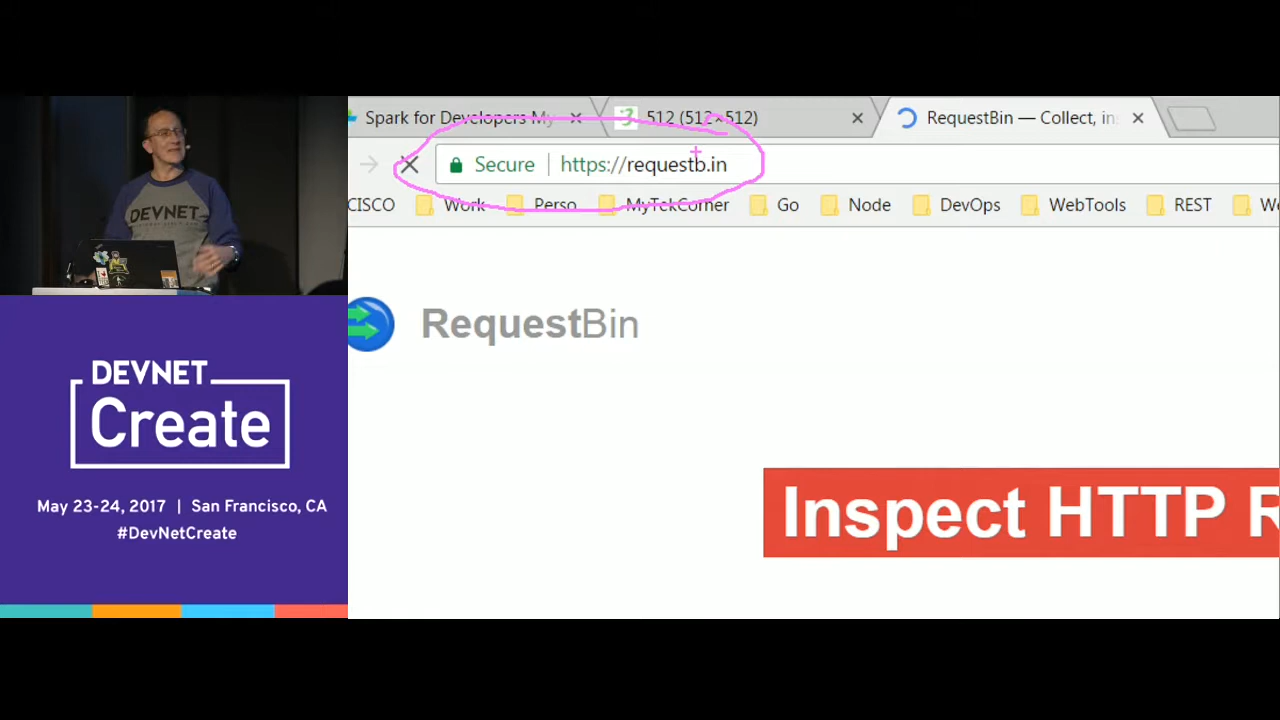 Spark for Developers My
512 (512×512)
RequestBin — Collect, in
Secure | https://requestb.in
CISCO Work Perso MyTekCorner Go Node DevOps WebTools REST
RequestBin
Inspect HTTP
DEVNET
DEVNET
Create
May 23-24, 2017 | San Francisco, CA
#DevNetCreate